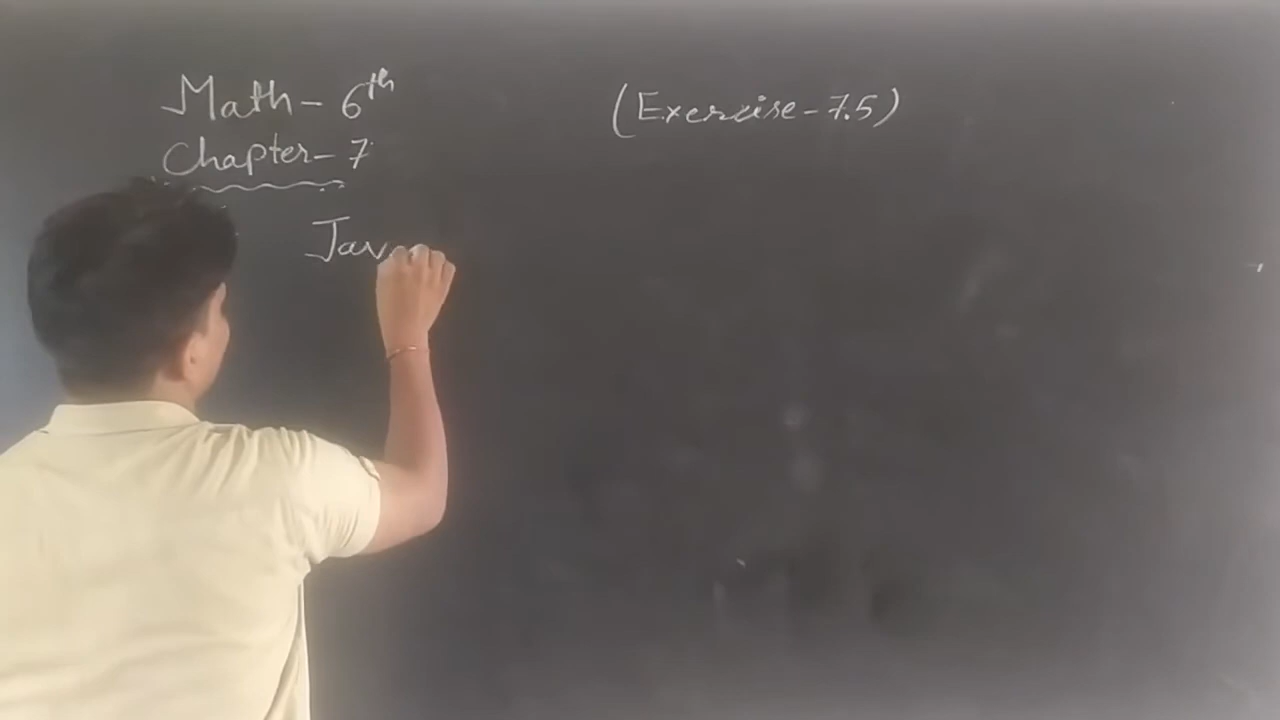 Math - 6th
(Exercise - 7.5)
Chapter - 7